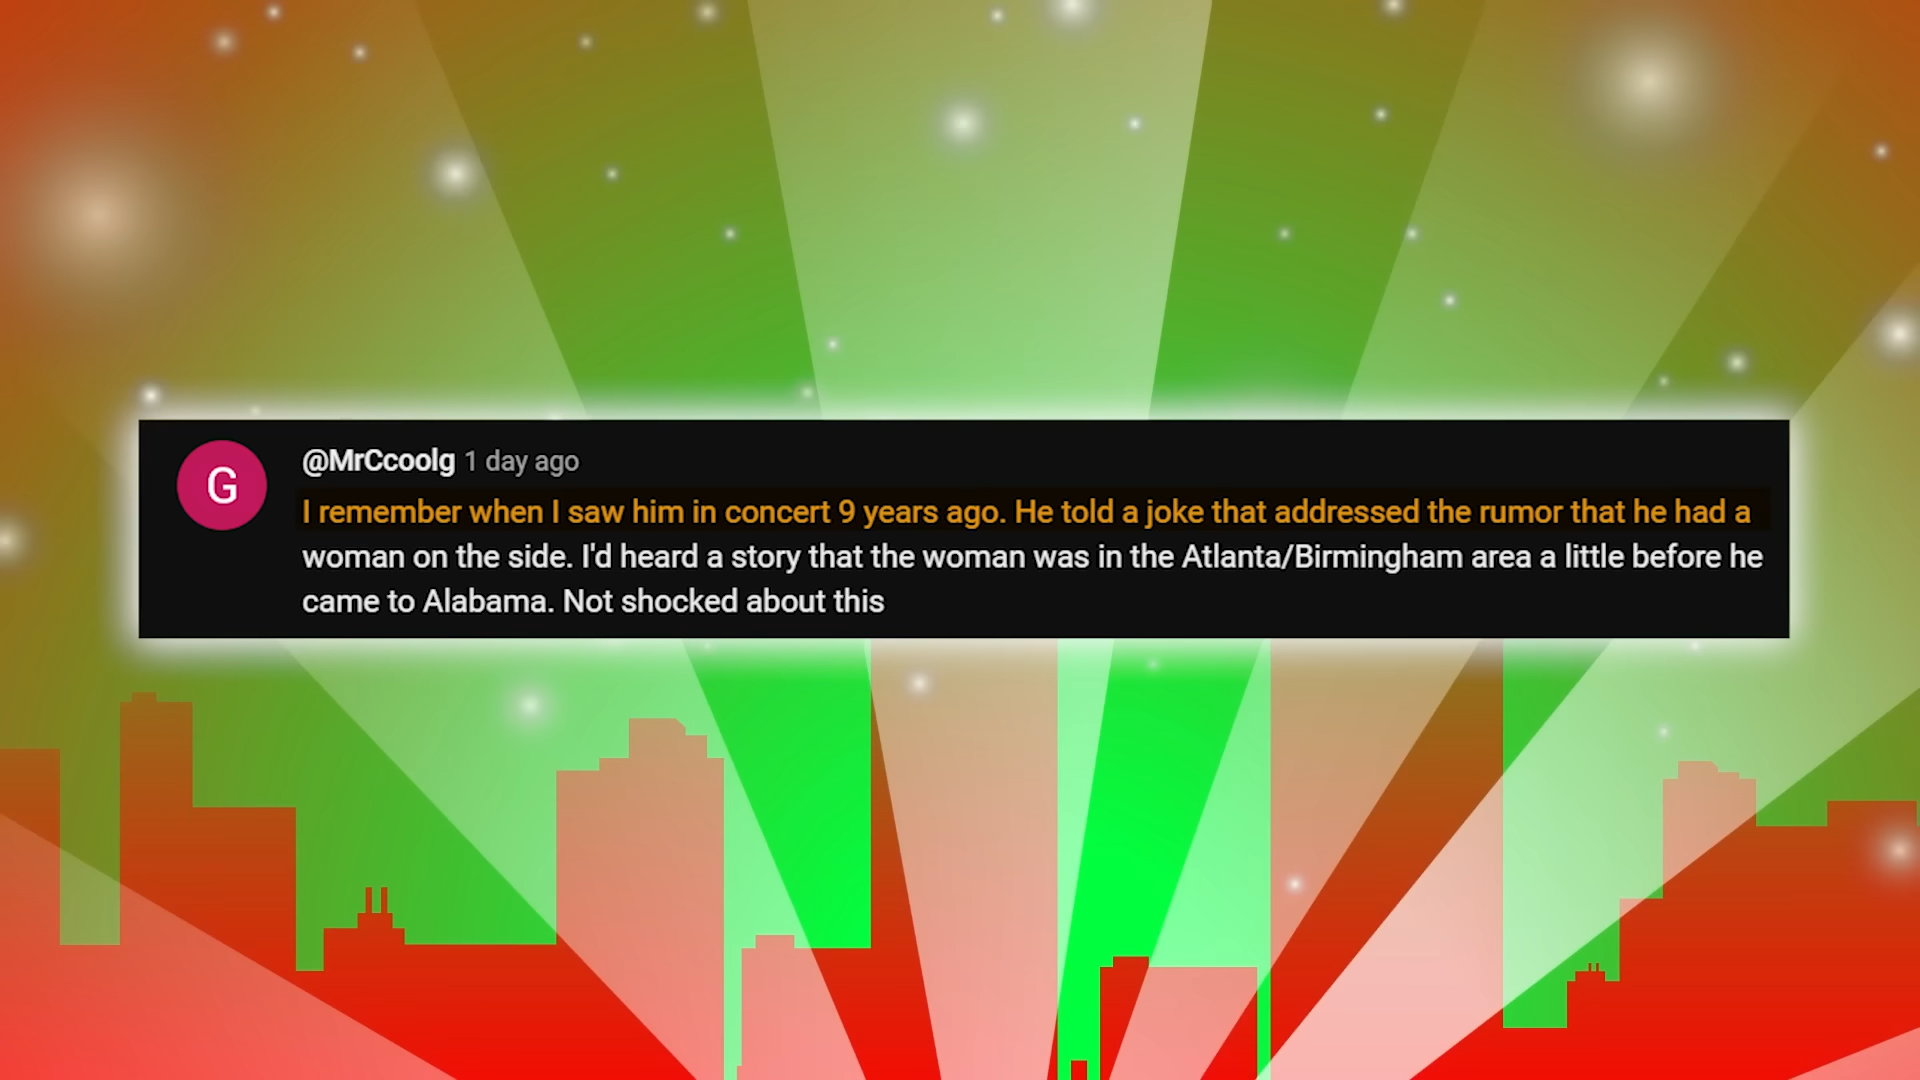 G
@MrCcoolg 1 day ago
I remember when I saw him in concert 9 years ago. He told a joke that addressed the rumor that he had a
woman on the side. I'd heard a story that the woman was in the Atlanta/Birmingham area a little before he
came to Alabama. Not shocked about this